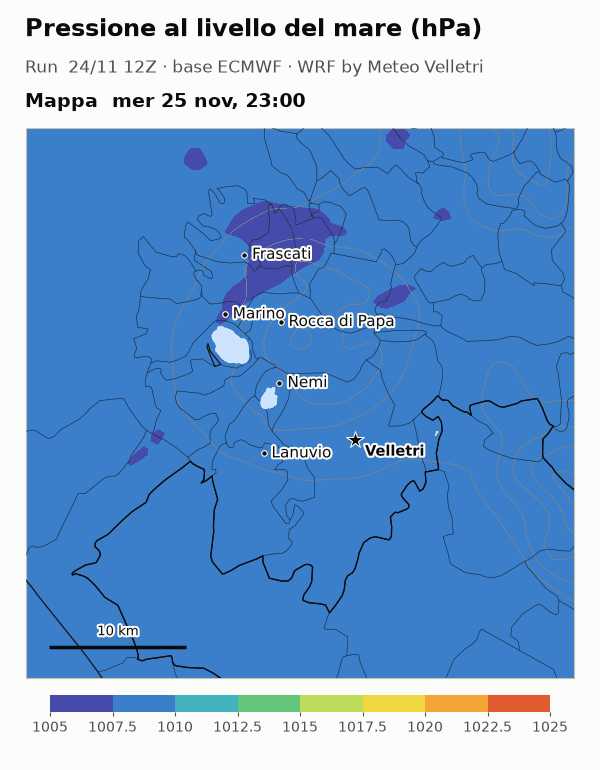 Pressione al livello del mare (hPa)
Run  24/11 12Z · base ECMWF · WRF by Meteo Velletri
Mappa  mer 25 nov, 23:00
Frascati
Marino
Rocca di Papa
Nemi
Velletri
Lanuvio
10 km
1005 1007.5 1010 1012.5 1015 1017.5 1020 1022.5 1025